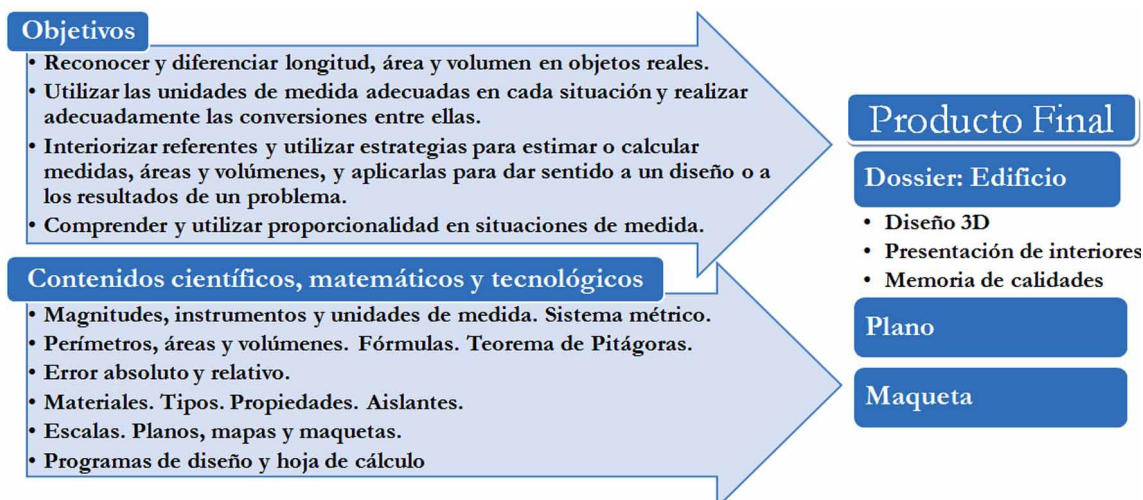 Objetivos
• Reconocer y diferenciar longitud, área y volumen en objetos reales.
• Utilizar las unidades de medida adecuadas en cada situación y realizar
adecuadamente las conversiones entre ellas.
• Interiorizar referentes y utilizar estrategias para estimar o calcular
medidas, áreas y volúmenes, y aplicarlas para dar sentido a un diseño o a
los resultados de un problema.
• Comprender y utilizar proporcionalidad en situaciones de medida.
Contenidos científicos, matemáticos y tecnológicos
• Magnitudes, instrumentos y unidades de medida. Sistema métrico.
• Perímetros, áreas y volúmenes. Fórmulas. Teorema de Pitágoras.
• Error absoluto y relativo.
• Materiales. Tipos. Propiedades. Aislantes.
• Escalas. Planos, mapas y maquetas.
• Programas de diseño y hoja de cálculo
Producto Final
Dossier: Edificio
• Diseño 3D
• Presentación de interiores
• Memoria de calidades
Plano
Maqueta